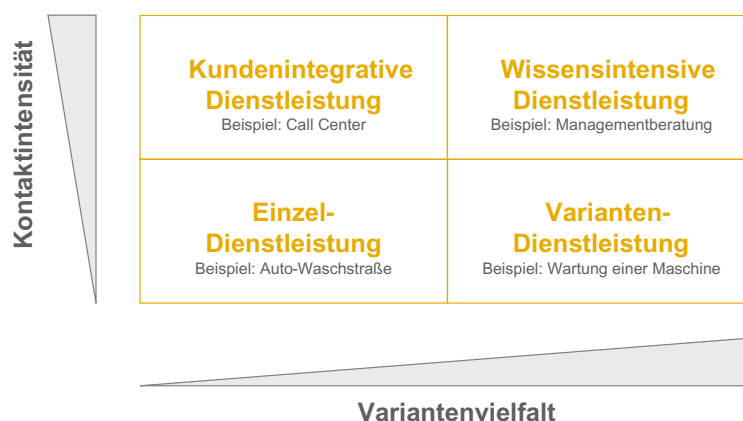 Kontaktintensität
Kundenintegrative
Dienstleistung
Beispiel: Call Center
Wissensintensive
Dienstleistung
Beispiel: Managementberatung
Einzel-
Dienstleistung
Beispiel: Auto-Waschstraße
Varianten-
Dienstleistung
Beispiel: Wartung einer Maschine
Variantenvielfalt